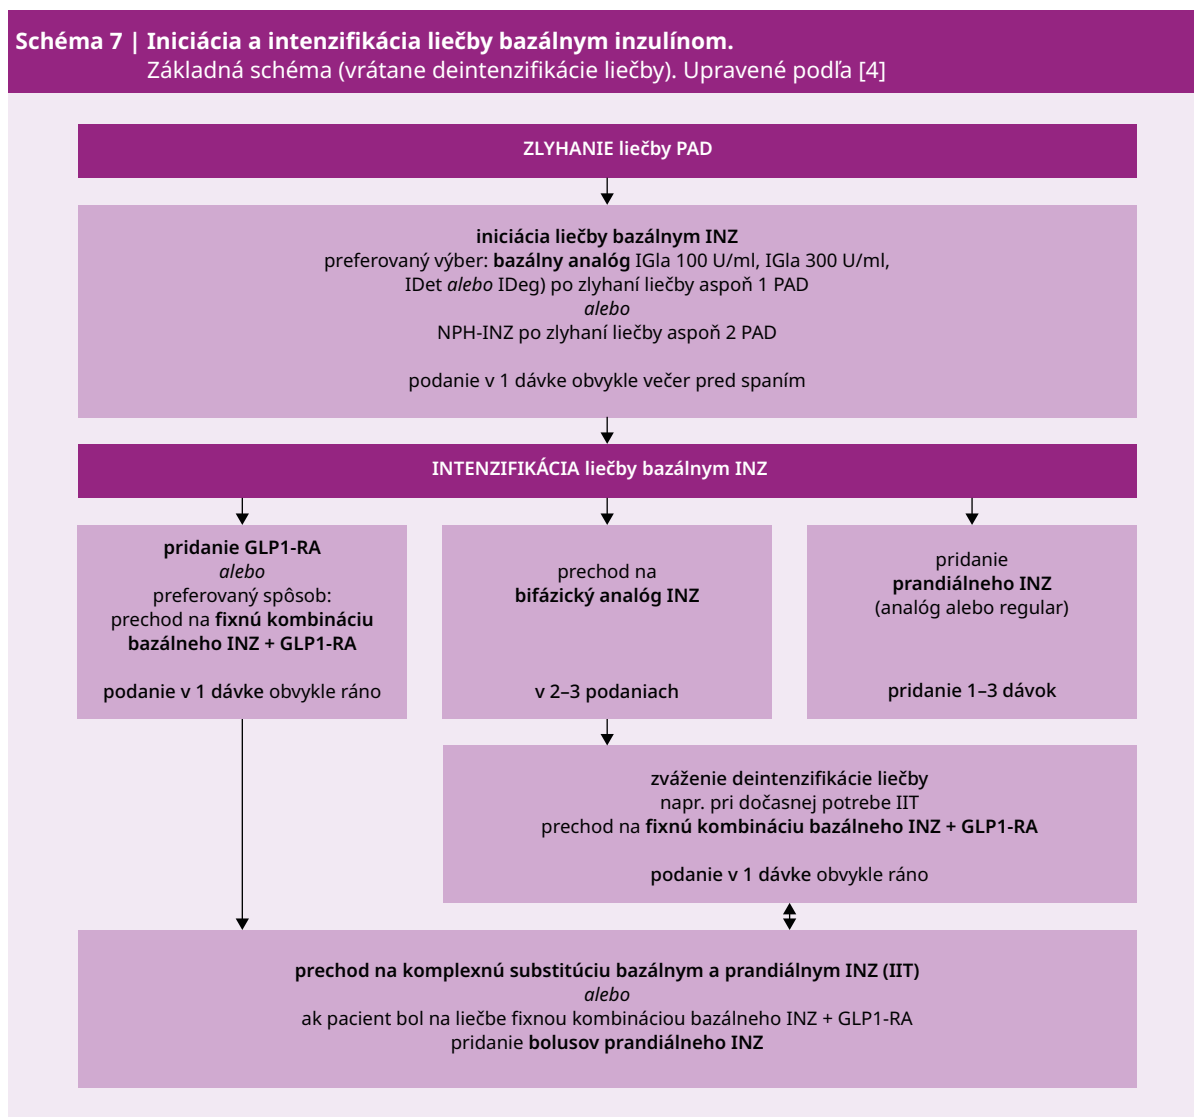 Schéma 7 | Iniciácia a intenzifikácia liečby bazálnym inzulínom.
Základná schéma (vrátane deintenzifikácie liečby). Upravené podľa [4]
ZLYHANIE liečby PAD
iniciácia liečby bazálnym INZ
preferovaný výber: bazálny analóg IGla 100 U/ml, IGla 300 U/ml,
IDet alebo IDeg) po zlyhaní liečby aspoň 1 PAD
alebo
NPH-INZ po zlyhaní liečby aspoň 2 PAD
podanie v 1 dávke obvykle večer pred spaním
INTENZIFIKÁCIA liečby bazálnym INZ
pridanie GLP1-RA
alebo
preferovaný spôsob:
prechod na fixnú kombináciu
bazálneho INZ + GLP1-RA
podanie v 1 dávke obvykle ráno
prechod na
bifázický analóg INZ
v 2–3 podaniach
pridanie
prandiálneho INZ
(analóg alebo regular)
pridanie 1–3 dávok
zváženie deintenzifikácie liečby
napr. pri dočasnej potrebe IIT
prechod na fixnú kombináciu bazálneho INZ + GLP1-RA
podanie v 1 dávke obvykle ráno
prechod na komplexnú substitúciu bazálnym a prandiálnym INZ (IIT)
alebo
ak pacient bol na liečbe fixnou kombináciou bazálneho INZ + GLP1-RA
pridanie bolusov prandiálneho INZ